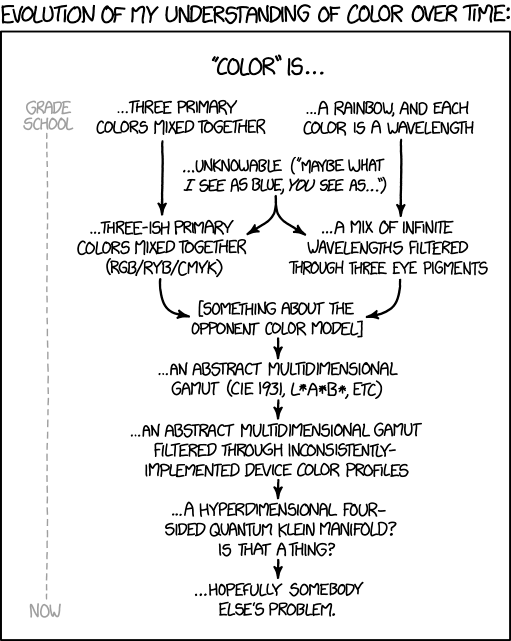 EVOLUTION OF MY UNDERSTANDING OF COLOR OVER TIME:
"COLOR" IS...
GRADE
SCHOOL
...THREE PRIMARY
COLORS MIXED TOGETHER
...A RAINBOW, AND EACH
COLOR IS A WAVELENGTH
...UNKNOWABLE ("MAYBE WHAT
I SEE AS BLUE, YOU SEE AS...")
...THREE-ISH PRIMARY
COLORS MIXED TOGETHER
(RGB/RYB/CMYK)
...A MIX OF INFINITE
WAVELENGTHS FILTERED
THROUGH THREE EYE PIGMENTS
[SOMETHING ABOUT THE
OPPONENT COLOR MODEL]
...AN ABSTRACT MULTIDIMENSIONAL
GAMUT (CIE 1931, L*A*B*, ETC)
...AN ABSTRACT MULTIDIMENSIONAL GAMUT
FILTERED THROUGH INCONSISTENTLY-
IMPLEMENTED DEVICE COLOR PROFILES
...A HYPERDIMENSIONAL FOUR-
SIDED QUANTUM KLEIN MANIFOLD?
IS THAT A THING?
...HOPEFULLY SOMEBODY
ELSE'S PROBLEM.
NOW